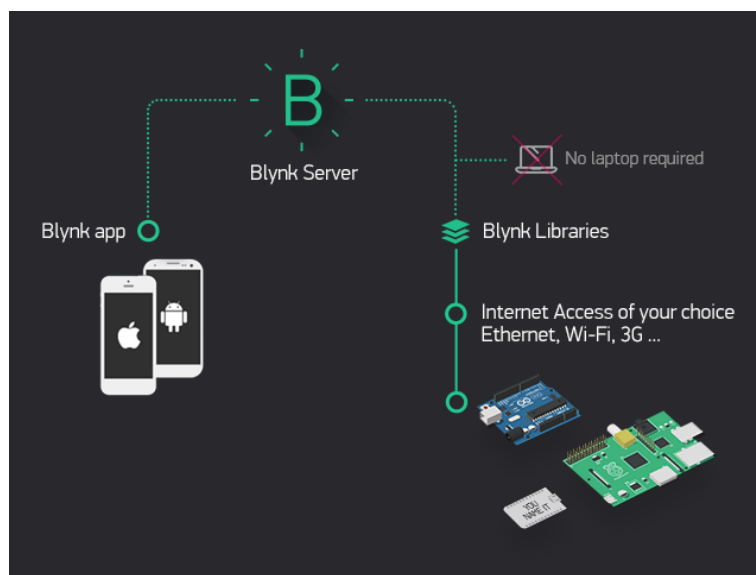 B
Blynk Server
No laptop required
Blynk app
Blynk Libraries
Internet Access of your choice
Ethernet, Wi-Fi, 3G ...
YOU
NAME IT